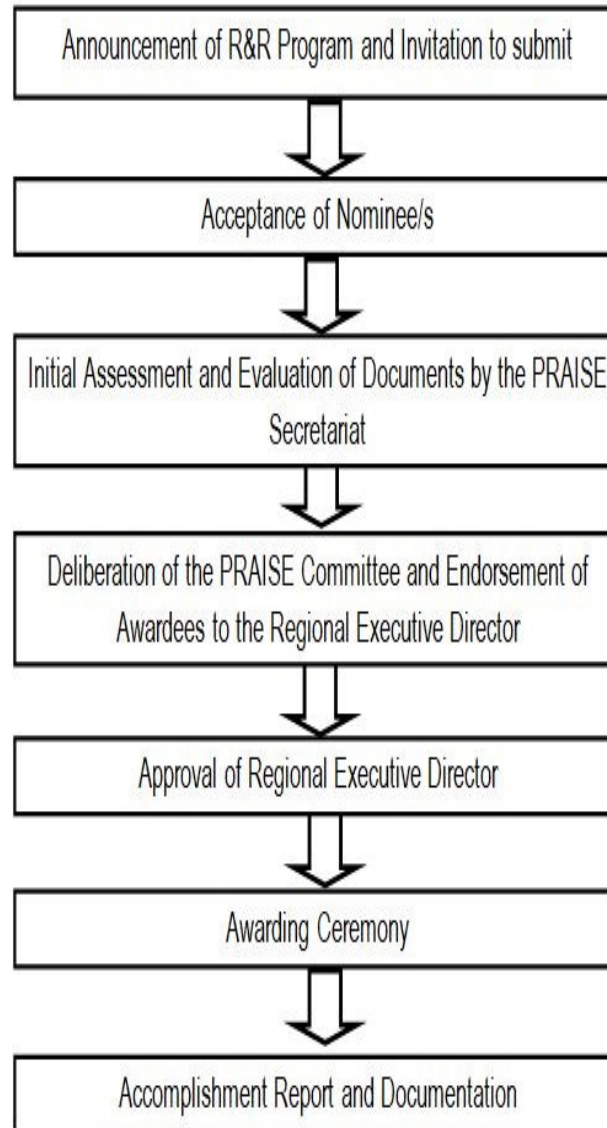 Announcement of R&R Program and Invitation to submit
Acceptance of Nominee/s
Initial Assessment and Evaluation of Documents by the PRAISE
Secretariat
Deliberation of the PRAISE Committee and Endorsement of
Awardees to the Regional Executive Director
Approval of Regional Executive Director
Awarding Ceremony
Accomplishment Report and Documentation